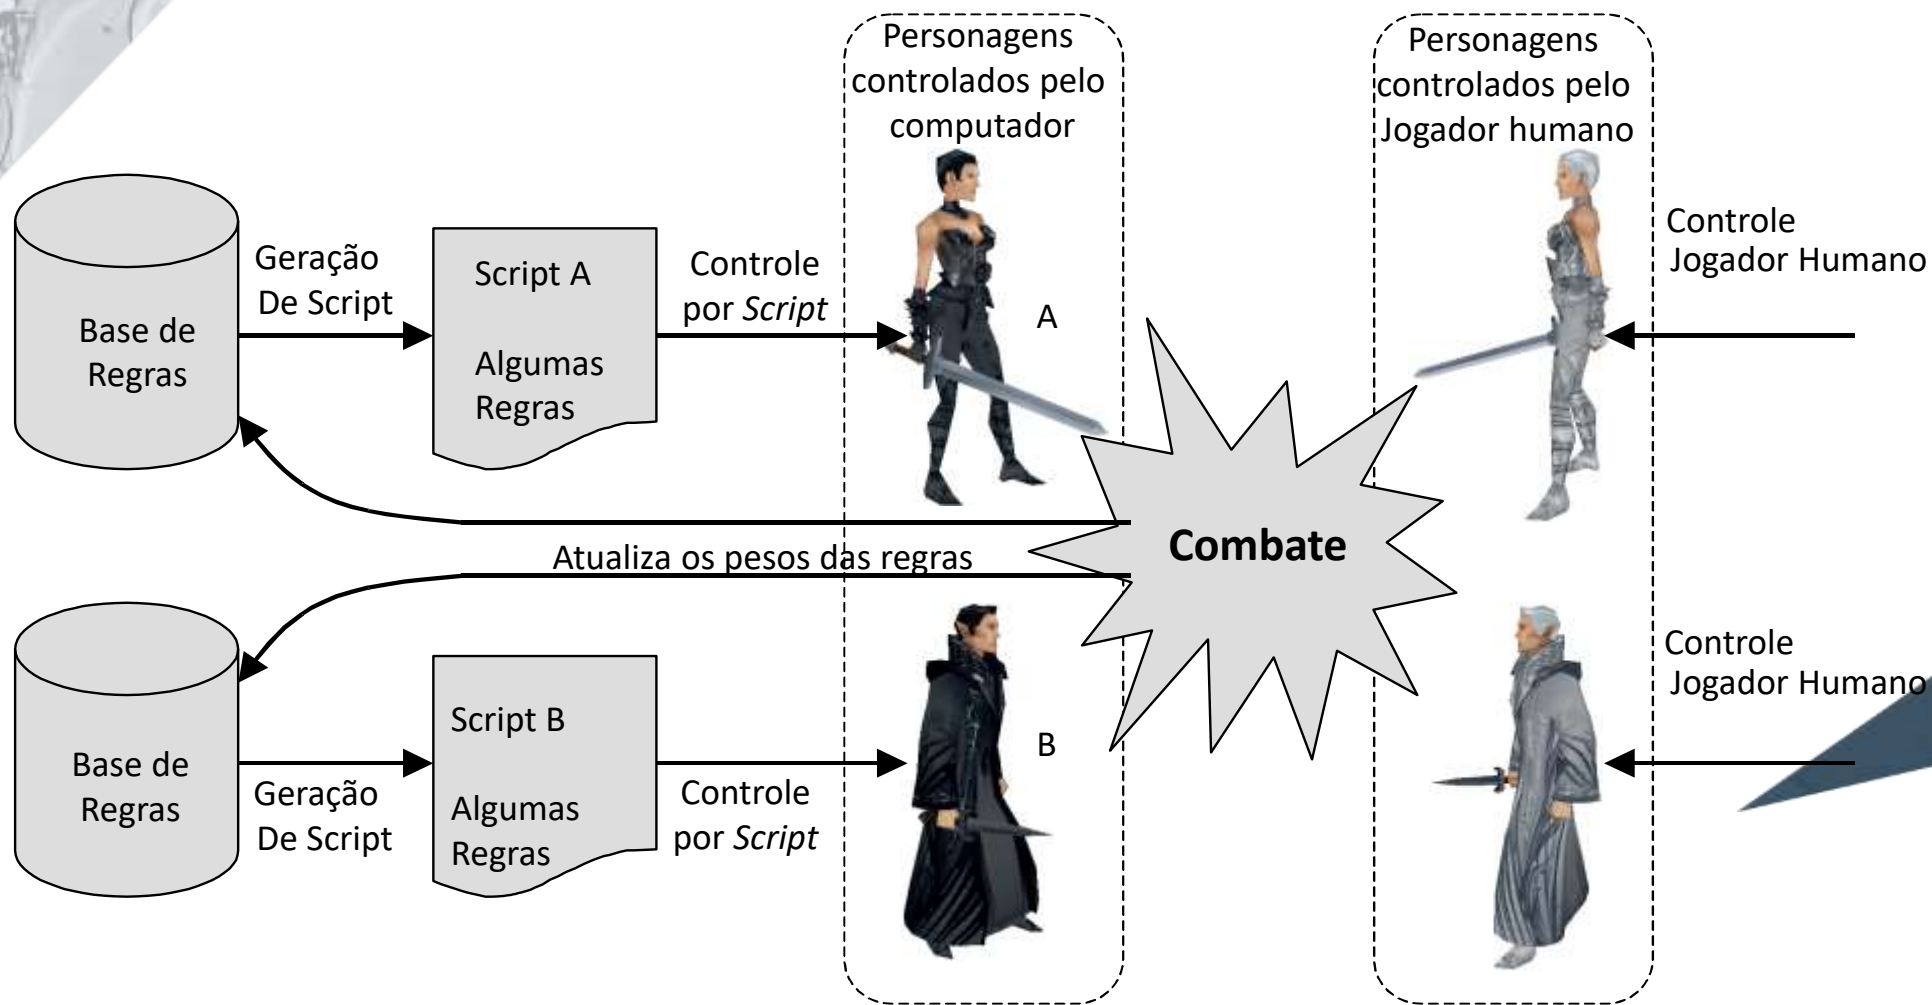 Personagens
controlados pelo
computador
Personagens
controlados pelo
Jogador humano
Base de
Regras
Geração
De Script
Script A
Algumas
Regras
Controle
por Script
A
Controle
Jogador Humano
Combate
Atualiza os pesos das regras
Base de
Regras
Geração
De Script
Script B
Algumas
Regras
Controle
por Script
B
Controle
Jogador Humano